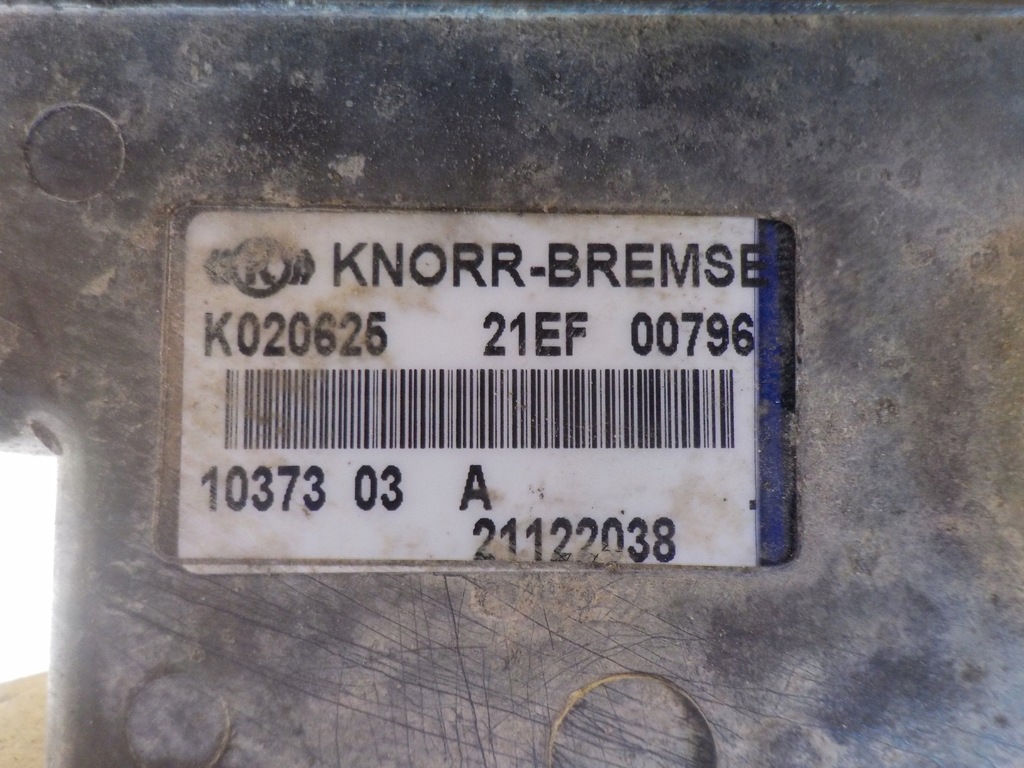 KNORR-BREMSE
K020625 21EF 00796
10373 03 A
21122038